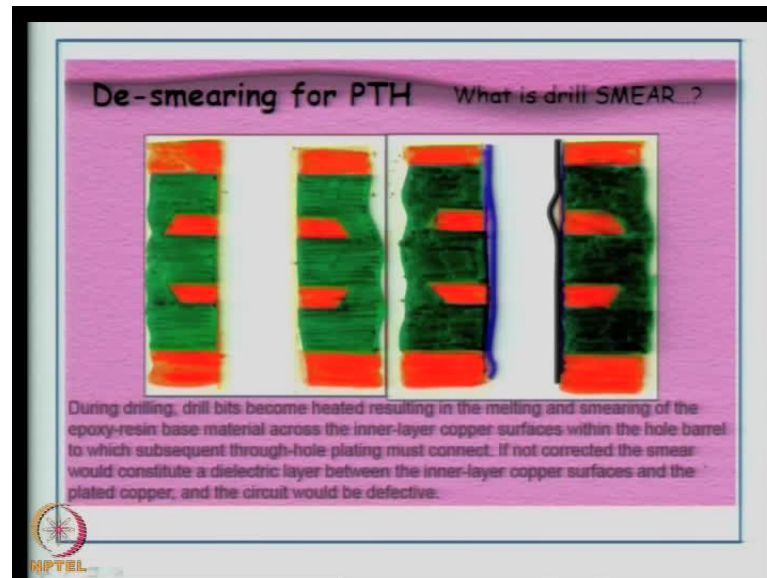 De-smearing for PTH What is drill SMEAR...?
During drilling, drill bits become heated resulting in the melting and smearing of the
epoxy-resin base material across the inner-layer copper surfaces within the hole barrel
to which subsequent through-hole plating must connect. If not corrected the smear
would constitute a dielectric layer between the inner-layer copper surfaces and the
plated copper, and the circuit would be defective.
NPTEL